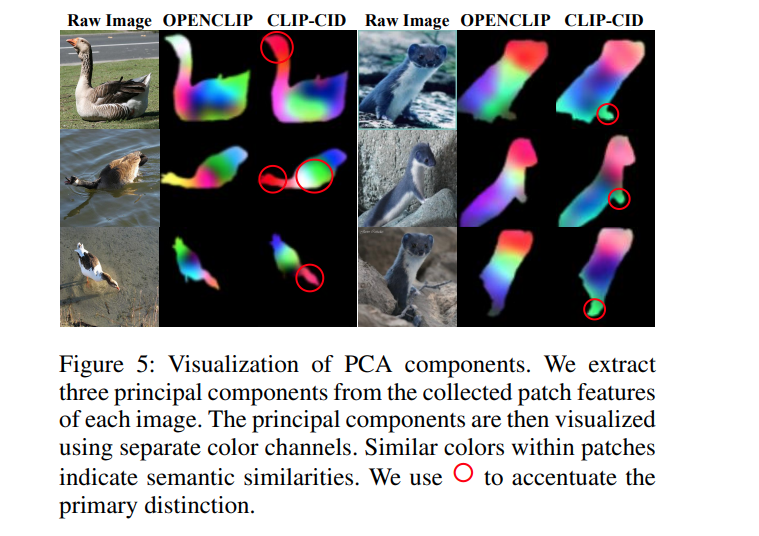 Raw Image OPENCLIP CLIP-CID Raw Image OPENCLIP CLIP-CID
Figure 5: Visualization of PCA components. We extract
three principal components from the collected patch features
of each image. The principal components are then visualized
using separate color channels. Similar colors within patches
indicate semantic similarities. We use to accentuate the
primary distinction.